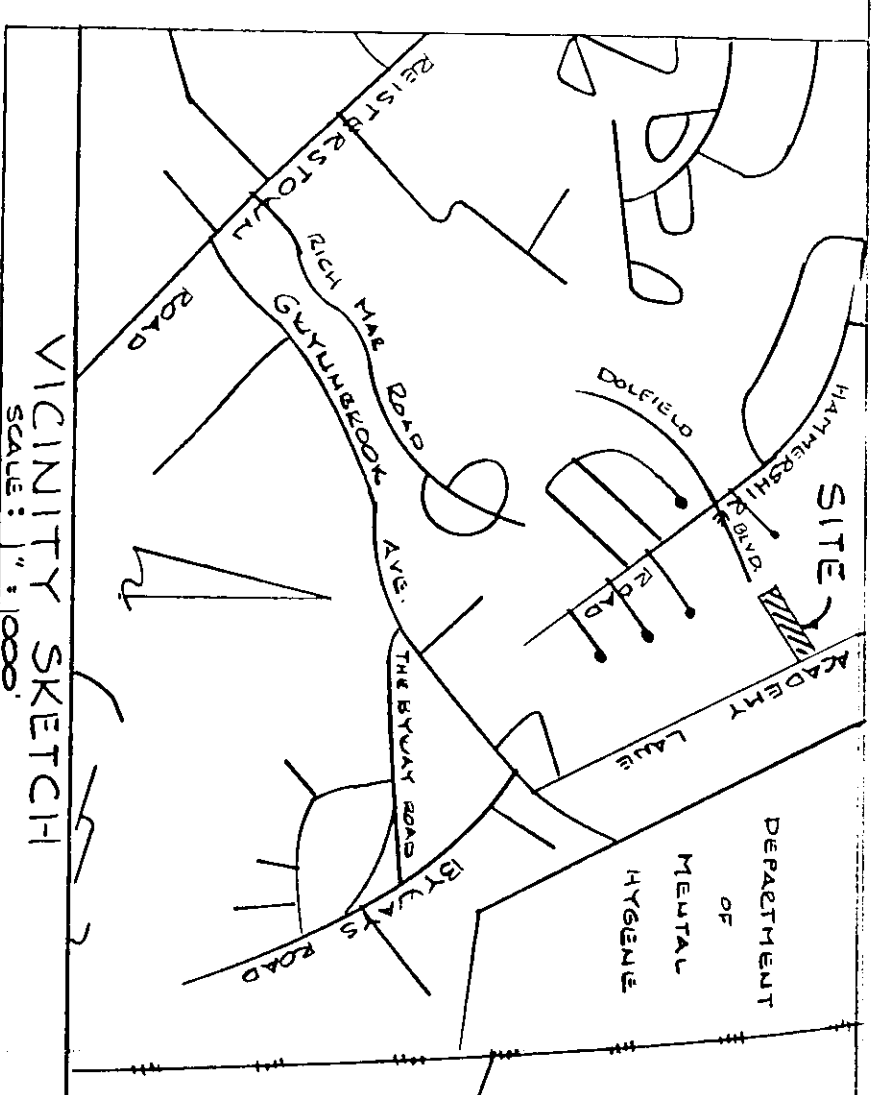 REISTERSTOWN ROAD
RICH MAR ROAD
GWYNNBROOK AVE.
DOLFIELD BLVD.
HAMMERSHIRE ROAD
SITE
ACADEMY LANE
THE BYWAY ROAD
BYWAYS ROAD
DEPARTMENT
OF
MENTAL
HYGENE
VICINITY SKETCH
SCALE: 1" = 1000'